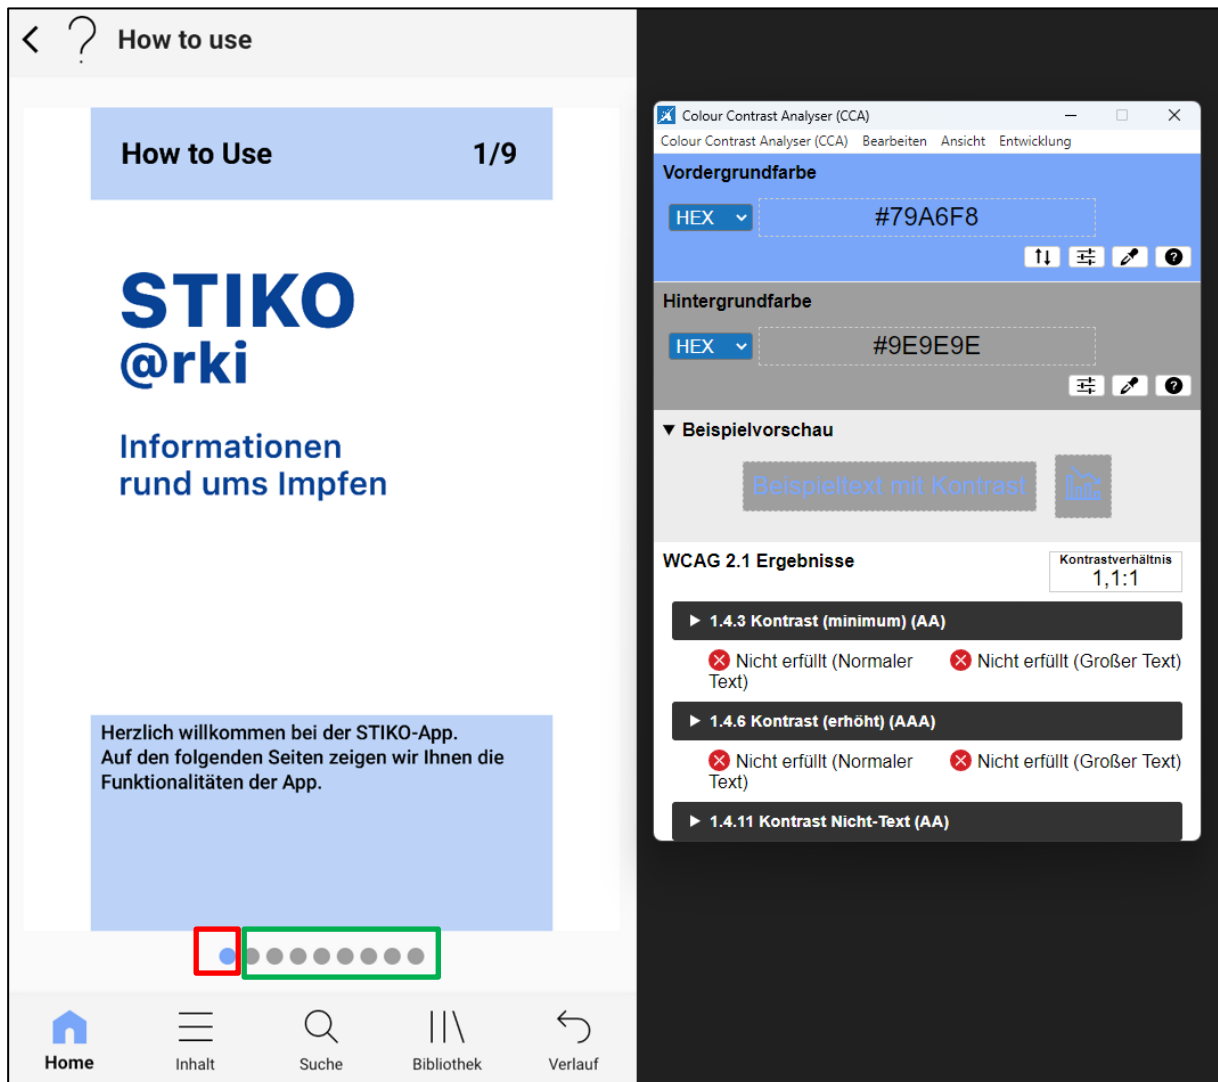 How to use
How to Use 1/9
STIKO
@rki
Informationen
rund ums Impfen
Herzlich willkommen bei der STIKO-App.
Auf den folgenden Seiten zeigen wir Ihnen die
Funktionalitäten der App.
Home Inhalt Suche Bibliothek Verlauf
Colour Contrast Analyser (CCA)
Colour Contrast Analyser (CCA) Bearbeiten Ansicht Entwicklung
Vordergrundfarbe
HEX #79A6F8
Hintergrundfarbe
HEX #9E9E9E
Beispielvorschau
Beispieltext mit Kontrast
WCAG 2.1 Ergebnisse
Kontrastverhältnis
1,1:1
1.4.3 Kontrast (minimum) (AA)
Nicht erfüllt (Normaler Text)
Nicht erfüllt (Großer Text)
1.4.6 Kontrast (erhöht) (AAA)
Nicht erfüllt (Normaler Text)
Nicht erfüllt (Großer Text)
1.4.11 Kontrast Nicht-Text (AA)